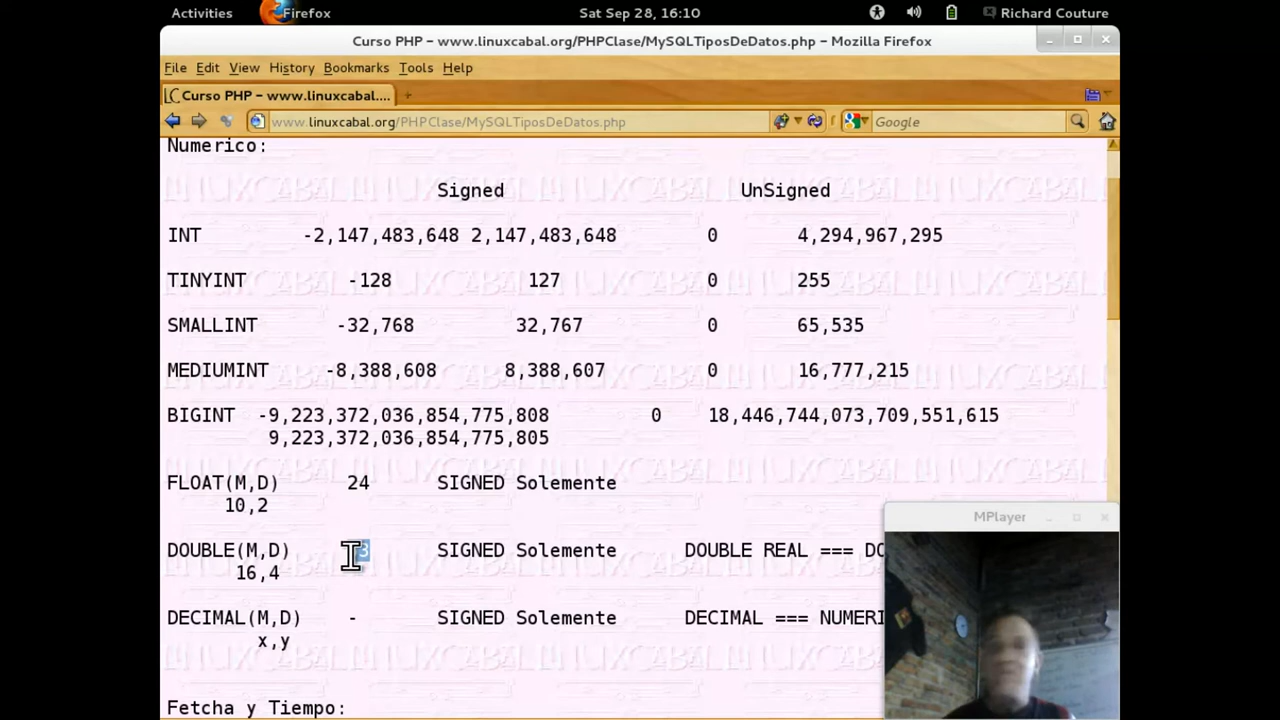 Activities Firefox Sat Sep 28, 16:10 Richard Couture
Curso PHP – www.linuxcabal.org/PHPClase/MySQLTiposDeDatos.php – Mozilla Firefox
File Edit View History Bookmarks Tools Help
Curso PHP – www.linuxcabal....
www.linuxcabal.org/PHPClase/MySQLTiposDeDatos.php Google
Numerico:
Signed UnSigned
INT -2,147,483,648 2,147,483,648 0 4,294,967,295
TINYINT -128 127 0 255
SMALLINT -32,768 32,767 0 65,535
MEDIUMINT -8,388,608 8,388,607 0 16,777,215
BIGINT -9,223,372,036,854,775,808 0 18,446,744,073,709,551,615
9,223,372,036,854,775,805
FLOAT(M,D) 24 SIGNED Solemente
10,2
MPlayer
DOUBLE(M,D) 3 SIGNED Solemente DOUBLE REAL === DO
16,4
DECIMAL(M,D) - SIGNED Solemente DECIMAL === NUMERI
x,y
Fetcha y Tiempo: